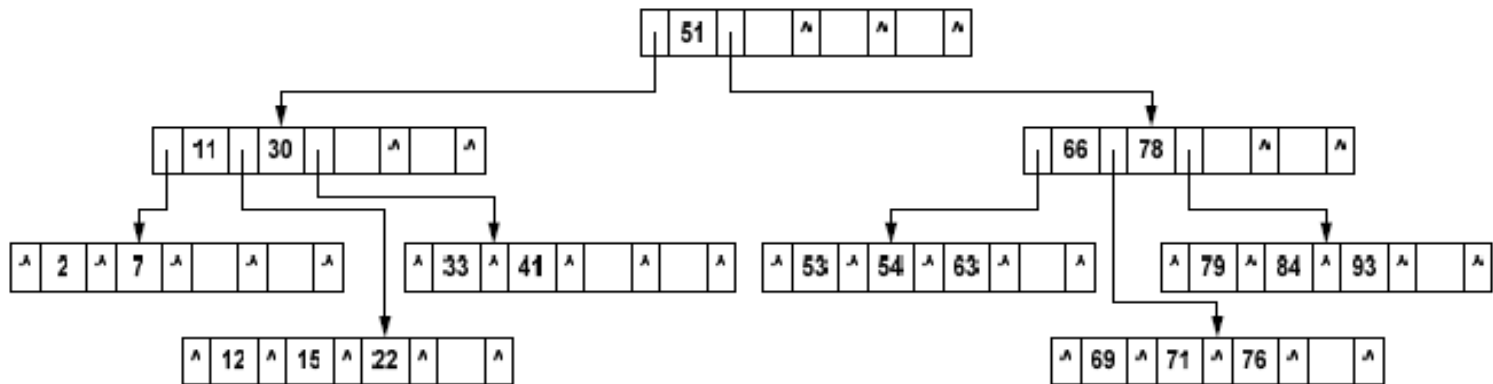 51 ^ ^ ^
11 30 ^ ^
66 78 ^ ^
^ 2 ^ 7 ^ ^ ^
^ 33 ^ 41 ^ ^ ^
^ 53 ^ 54 ^ 63 ^ ^
^ 79 ^ 84 ^ 93 ^ ^
^ 12 ^ 15 ^ 22 ^ ^
^ 69 ^ 71 ^ 76 ^ ^